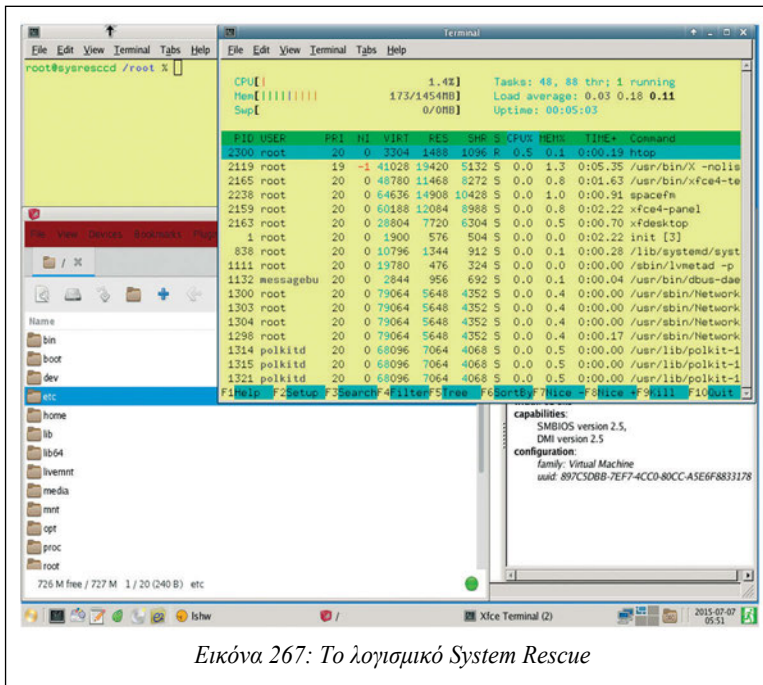 File Edit View Terminal Tabs Help
root@sysresccd /root %
Terminal
File Edit View Terminal Tabs Help
CPU[| 1.4%] Tasks: 48, 88 thr; 1 running
Mem[||||||||| 173/1454MB] Load average: 0.03 0.18 0.11
Swp[ 0/0MB] Uptime: 00:05:03
PID USER PRI NI VIRT RES SHR S CPU% MEM% TIME+ Command
2300 root 20 0 3304 1488 1096 R 0.5 0.1 0:00.19 htop
2119 root 19 -1 41028 19420 5132 S 0.0 1.3 0:05.35 /usr/bin/X -nolis
2165 root 20 0 48780 11468 8272 S 0.0 0.8 0:01.63 /usr/bin/xfce4-te
2238 root 20 0 64636 14908 10428 S 0.0 1.0 0:00.91 spacefm
2159 root 20 0 60188 12084 8988 S 0.0 0.8 0:02.22 xfce4-panel
2163 root 20 0 28804 7720 6304 S 0.0 0.5 0:00.70 xfdesktop
1 root 20 0 1900 576 504 S 0.0 0.0 0:02.22 init [3]
838 root 20 0 10796 1344 912 S 0.0 0.1 0:00.28 /lib/systemd/syst
1111 root 20 0 19780 476 324 S 0.0 0.0 0:00.00 /sbin/lvmetad -p
1132 messagebu 20 0 2844 956 692 S 0.0 0.1 0:00.04 /usr/bin/dbus-dae
1300 root 20 0 79064 5648 4352 S 0.0 0.4 0:00.00 /usr/sbin/Network
1303 root 20 0 79064 5648 4352 S 0.0 0.4 0:00.00 /usr/sbin/Network
1304 root 20 0 79064 5648 4352 S 0.0 0.4 0:00.00 /usr/sbin/Network
1298 root 20 0 79064 5648 4352 S 0.0 0.4 0:00.17 /usr/sbin/Network
1314 polkitd 20 0 68096 7064 4068 S 0.0 0.5 0:00.00 /usr/lib/polkit-1
1315 polkitd 20 0 68096 7064 4068 S 0.0 0.5 0:00.00 /usr/lib/polkit-1
1321 polkitd 20 0 68096 7064 4068 S 0.0 0.5 0:00.00 /usr/lib/polkit-1
F1Help F2Setup F3SearchF4FilterF5Tree F6SortByF7Nice -F8Nice +F9Kill F10Quit
File View Devices Bookmarks
/
Name
bin
boot
dev
etc
home
lib
lib64
livemnt
media
mnt
opt
proc
root
726 M free / 727 M 1 / 20 (240 B) etc
capabilities:
SMBIOS version 2.5,
DMI version 2.5
configuration:
family: Virtual Machine
uuid: 897C5DBB-7EF7-4CC0-80CC-A5E6F8833178
lshw
/
Xfce Terminal (2)
2015-07-07
05:51
Εικόνα 267: Το λογισμικό System Rescue